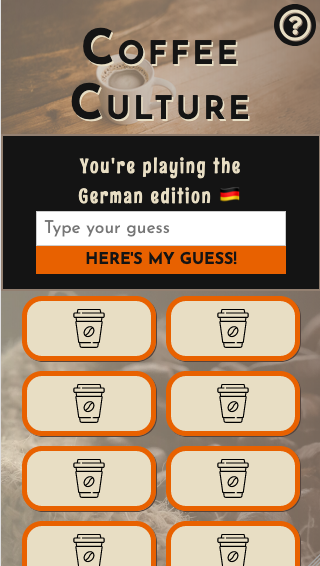 Coffee
Culture
?
You're playing the
German edition 🇩🇪
Type your guess
HERE'S MY GUESS!